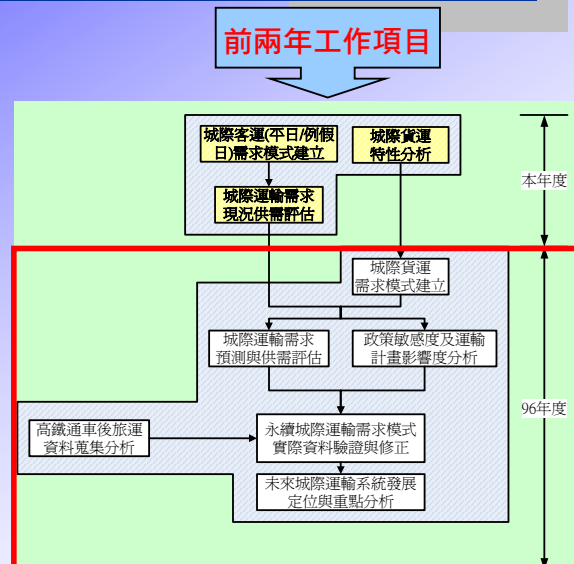 前兩年工作項目
城際客運(平日/例假
日)需求模式建立
城際貨運
特性分析
本年度
城際運輸需求
現況供需評估
城際貨運
需求模式建立
城際運輸需求
預測與供需評估
政策敏感度及運輸
計畫影響度分析
96年度
高鐵通車後旅運
資料蒐集分析
永續城際運輸需求模式
實際資料驗證與修正
未來城際運輸系統發展
定位與重點分析